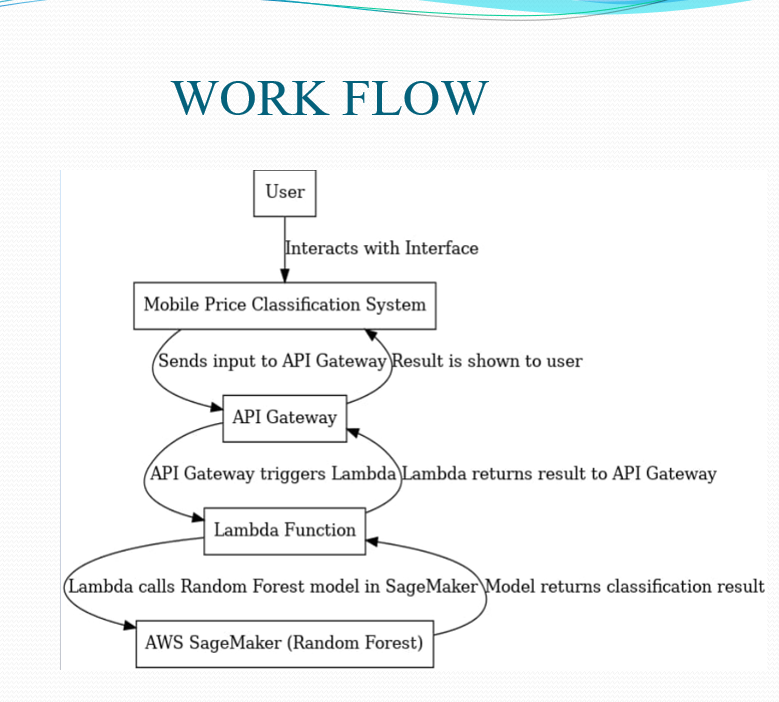 WORK FLOW
User
Interacts with Interface
Mobile Price Classification System
Sends input to API Gateway
Result is shown to user
API Gateway
API Gateway triggers Lambda
Lambda returns result to API Gateway
Lambda Function
Lambda calls Random Forest model in SageMaker
Model returns classification result
AWS SageMaker (Random Forest)